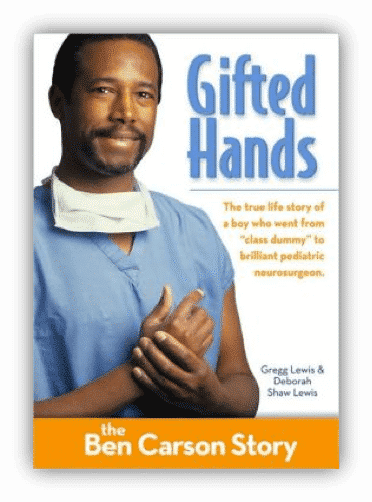 Gifted
Hands
The true life story of
a boy who went from
"class dummy" to
brilliant pediatric
neurosurgeon.
Gregg Lewis &
Deborah
Shaw Lewis
the
Ben Carson Story